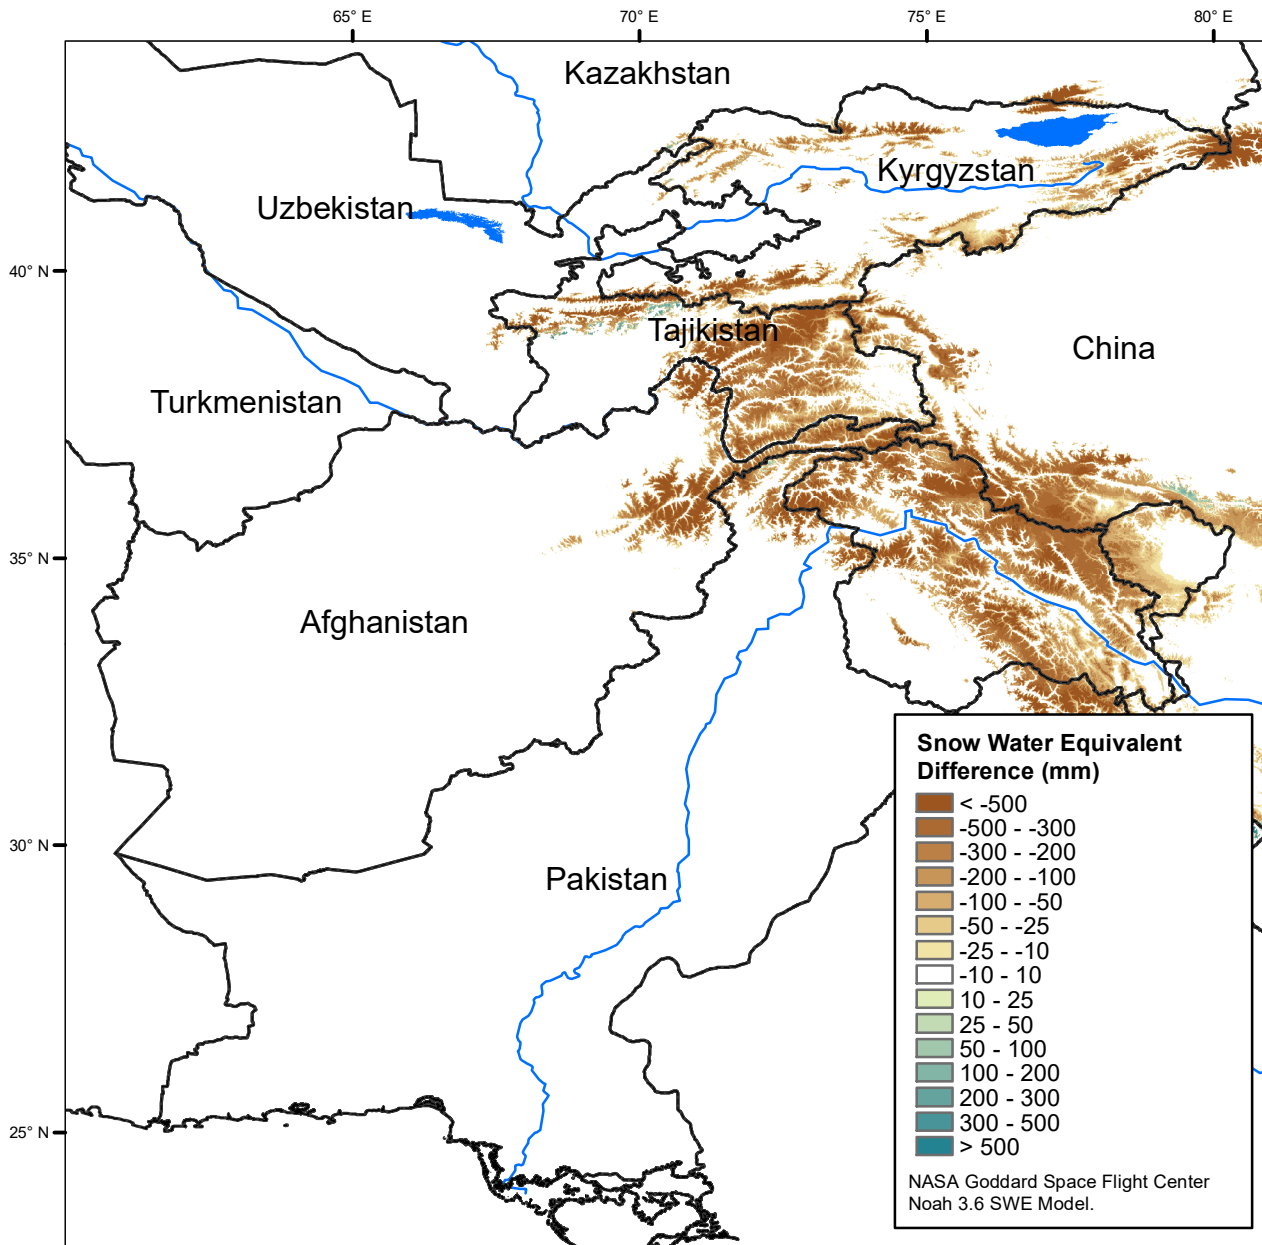 65° E
70° E
75° E
80° E
Kazakhstan
Kyrgyzstan
Uzbekistan
40° N
Tajikistan
China
Turkmenistan
35° N
Afghanistan
30° N
Pakistan
25° N
Snow Water Equivalent
Difference (mm)
< -500
-500 - -300
-300 - -200
-200 - -100
-100 - -50
-50 - -25
-25 - -10
-10 - 10
10 - 25
25 - 50
50 - 100
100 - 200
200 - 300
300 - 500
> 500
NASA Goddard Space Flight Center
Noah 3.6 SWE Model.